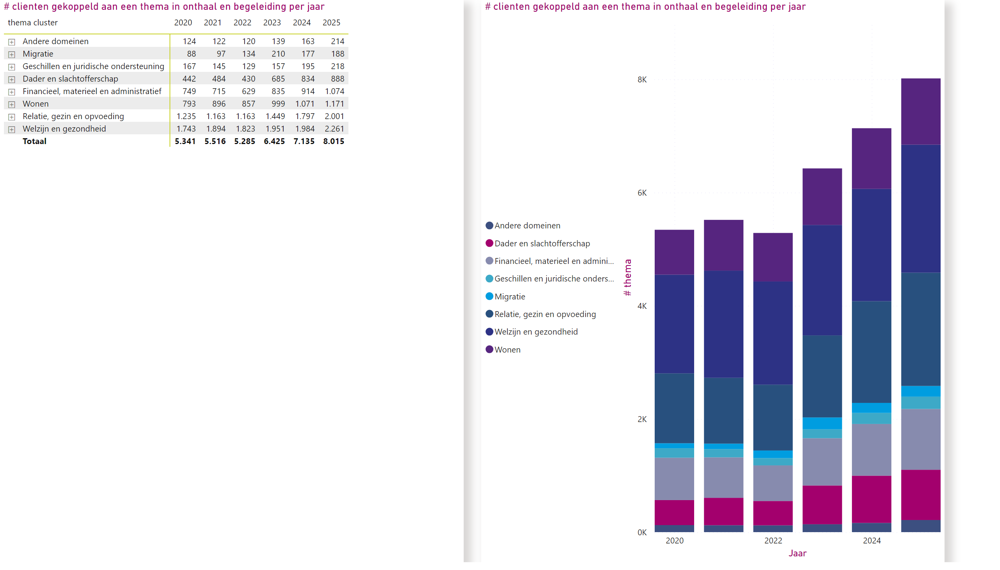 # clienten gekoppeld aan een thema in onthaal en begeleiding per jaar
thema cluster 2020 2021 2022 2023 2024 2025
Andere domeinen 124 122 120 139 163 214
Migratie 88 97 134 210 177 188
Geschillen en juridische ondersteuning 167 145 129 157 195 218
Dader en slachtofferschap 442 484 430 685 834 888
Financieel, materieel en administratief 749 715 629 835 914 1.074
Wonen 793 896 857 999 1.071 1.171
Relatie, gezin en opvoeding 1.235 1.163 1.163 1.449 1.797 2.001
Welzijn en gezondheid 1.743 1.894 1.823 1.951 1.984 2.261
Totaal 5.341 5.516 5.285 6.425 7.135 8.015
# clienten gekoppeld aan een thema in onthaal en begeleiding per jaar
Andere domeinen
Dader en slachtofferschap
Financieel, materieel en admini...
Geschillen en juridische onders...
Migratie
Relatie, gezin en opvoeding
Welzijn en gezondheid
Wonen
# thema
8K
6K
4K
2K
0K
2020 2022 2024
Jaar